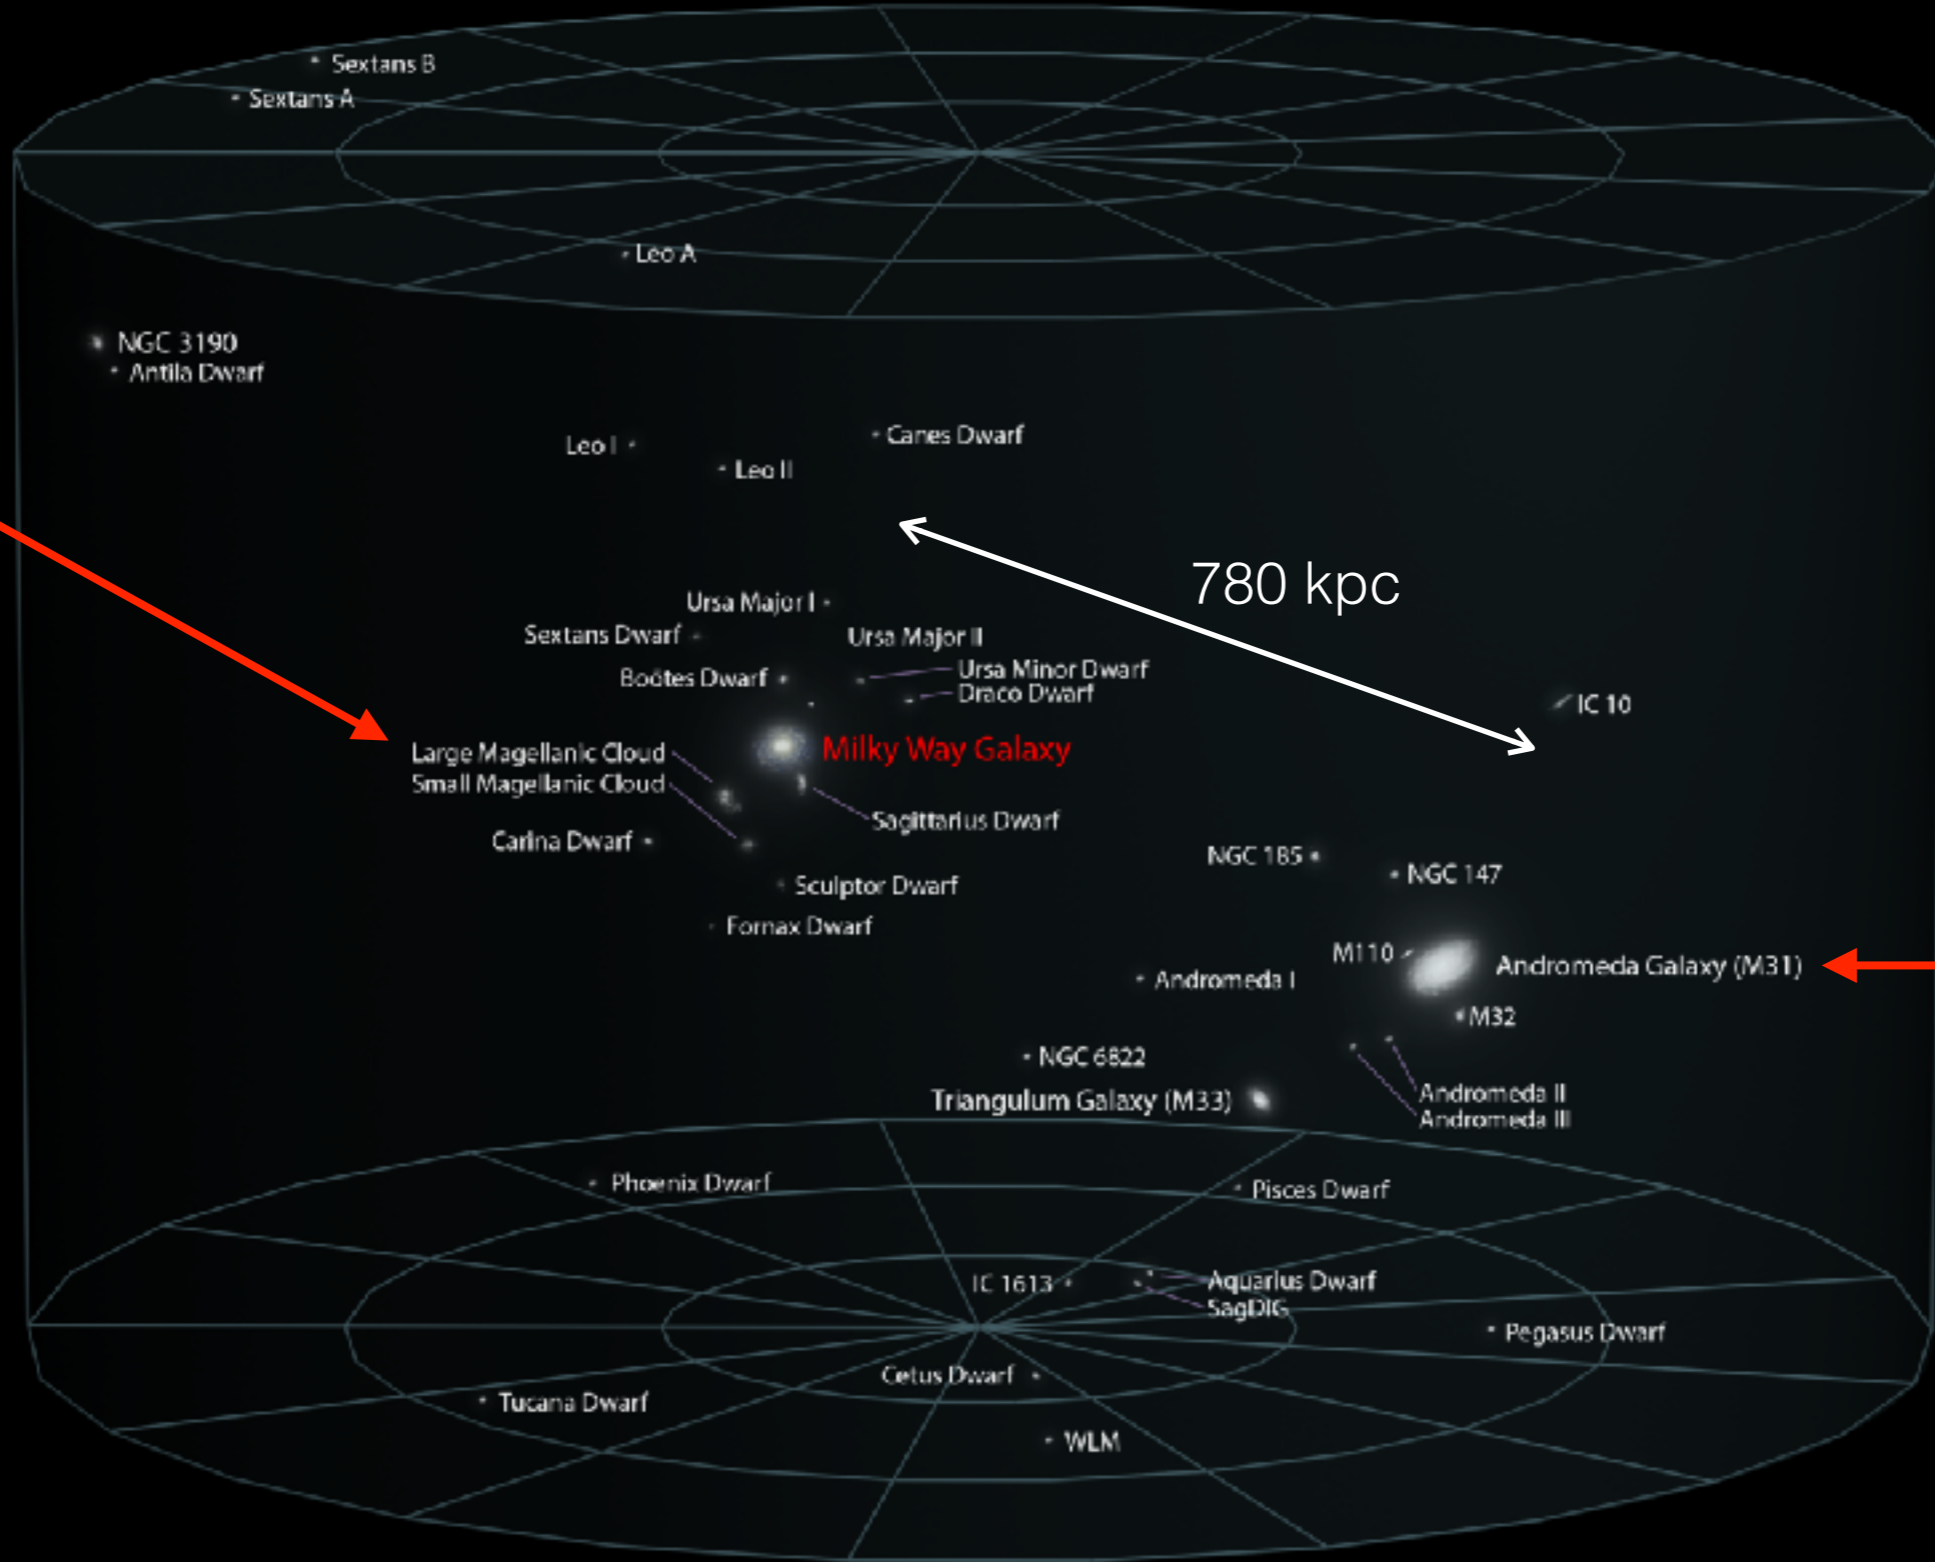 Sextans B
Sextans A
Leo A
NGC 3190
Antila Dwarf
Canes Dwarf
Leo I
Leo II
780 kpc
Ursa Major I
Sextans Dwarf
Ursa Major II
Boötes Dwarf
Ursa Minor Dwarf
Draco Dwarf
IC 10
Milky Way Galaxy
Large Magellanic Cloud
Small Magellanic Cloud
Sagittarius Dwarf
Carina Dwarf
NGC 185
NGC 147
Sculptor Dwarf
Fornax Dwarf
M110
Andromeda Galaxy (M31)
Andromeda I
M32
NGC 6822
Triangulum Galaxy (M33)
Andromeda II
Andromeda III
Phoenix Dwarf
Pisces Dwarf
IC 1613
Aquarius Dwarf
SagDIG
Pegasus Dwarf
Cetus Dwarf
Tucana Dwarf
WLM